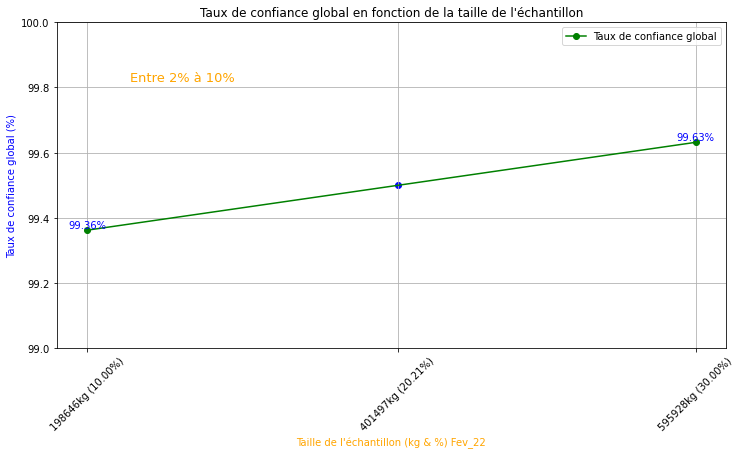 Taux de confiance global en fonction de la taille de l'échantillon
100.0
Taux de confiance global
Entre 2% à 10%
99.8
99.63%
99.6
99.4
99.36%
99.2
99.0
Taux de confiance global (%)
198646kg (10.00%)
401497kg (20.21%)
595928kg (30.00%)
Taille de l'échantillon (kg & %) Fev_22